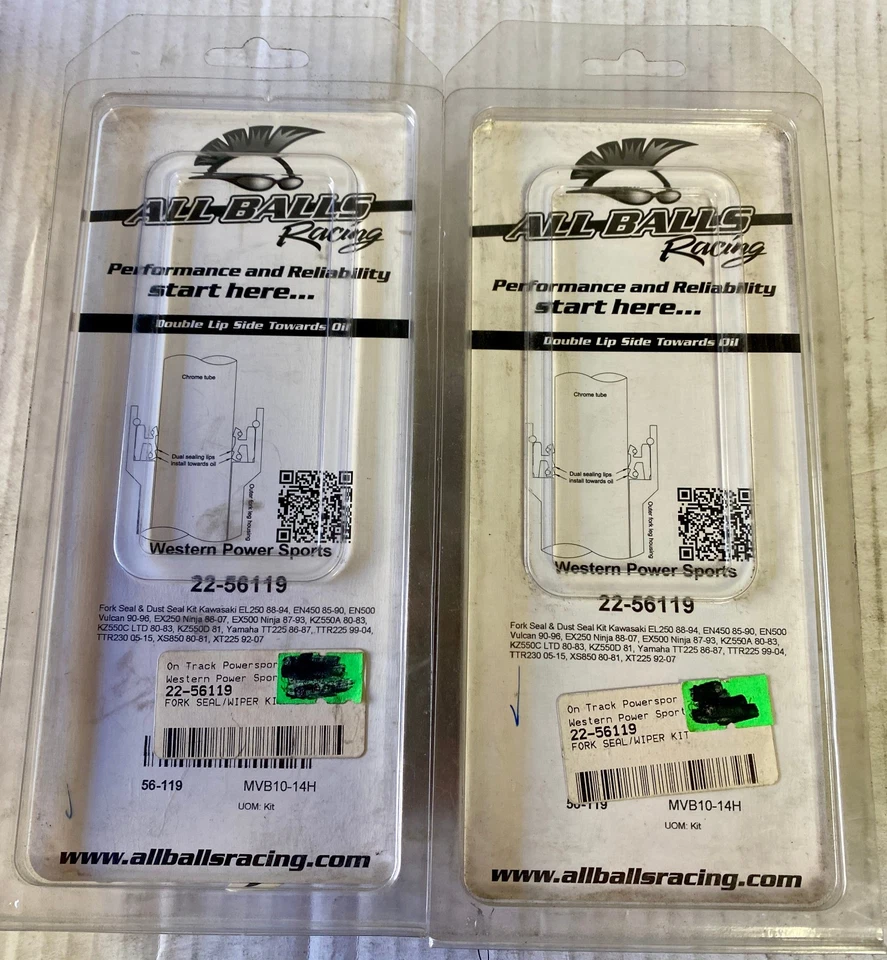 ALL BALLS
Racing
Performance and Reliability
start here...
Double Lip Side Towards Oil
Chrome tube
Dual sealing lips
install towards oil
Outer fork leg housing
Western Power Sports
22-56119
Fork Seal & Dust Seal Kit Kawasaki EL250 88-94, EN450 85-90, EN500
Vulcan 90-96, EX250 Ninja 88-07, EX500 Ninja 87-93, KZ550A 80-83,
KZ550C LTD 80-83, KZ550D 81, Yamaha TT225 86-87, TTR225 99-04,
TTR230 05-15, XS850 80-81, XT225 92-07
On Track Powerspor
Western Power Spor
22-56119
FORK SEAL/WIPER KI
56-119 MVB10-14H
UOM: Kit
www.allballsracing.com
ALL BALLS
Racing
Performance and Reliability
start here...
Double Lip Side Towards Oil
Chrome tube
Dual sealing lips
install towards oil
Outer fork leg housing
Western Power Sports
22-56119
Fork Seal & Dust Seal Kit Kawasaki EL250 88-94, EN450 85-90, EN500
Vulcan 90-96, EX250 Ninja 88-07, EX500 Ninja 87-93, KZ550A 80-83,
KZ550C LTD 80-83, KZ550D 81, Yamaha TT225 86-87, TTR225 99-04,
TTR230 05-15, XS850 80-81, XT225 92-07
On Track Powerspor
Western Power Sport
22-56119
FORK SEAL/WIPER KIT
56-119 MVB10-14H
UOM: Kit
www.allballsracing.com